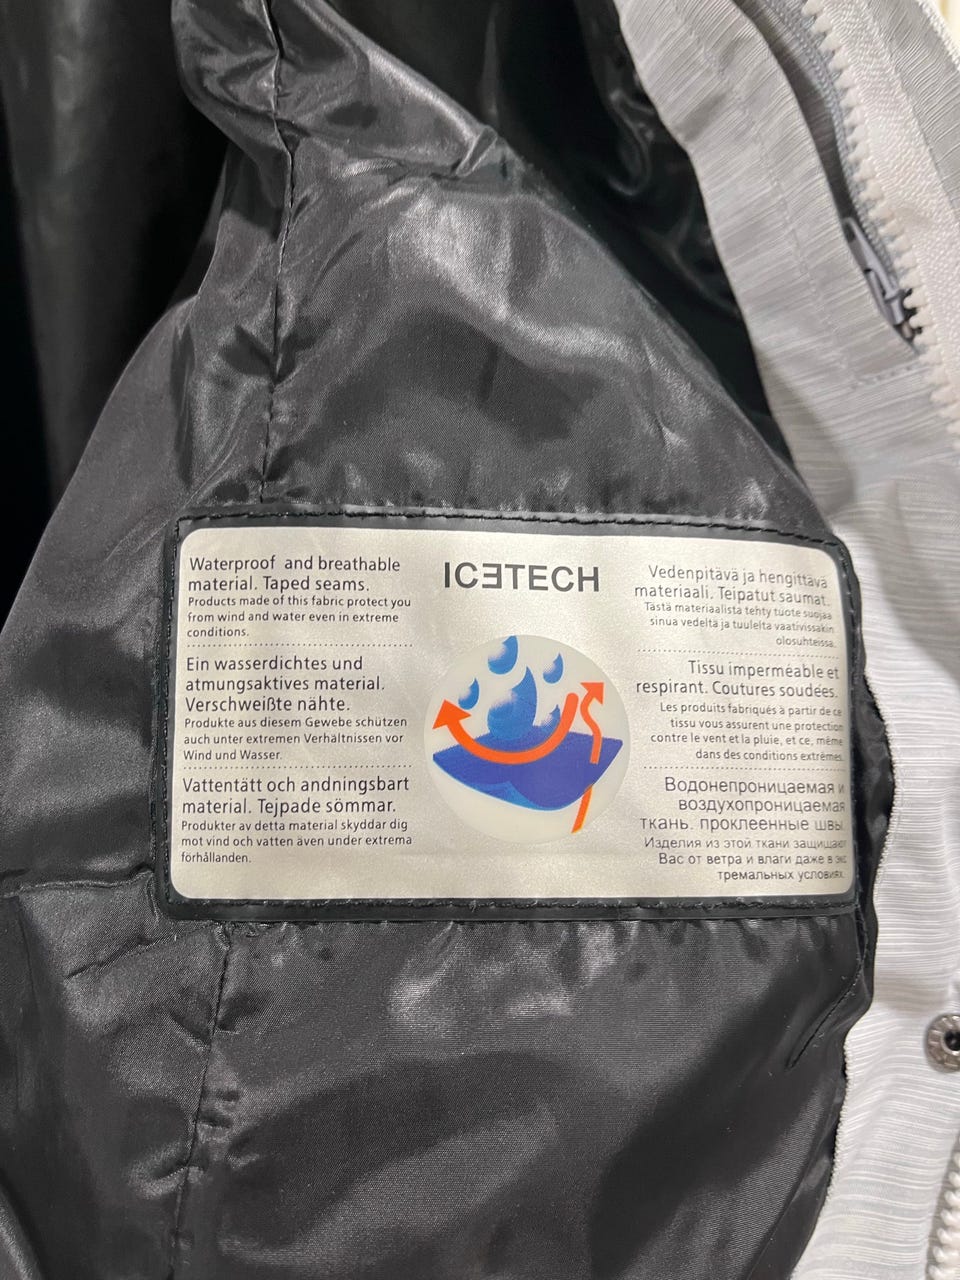 ICƎTECH
Waterproof and breathable
material. Taped seams.
Products made of this fabric protect you
from wind and water even in extreme
conditions.
Ein wasserdichtes und
atmungsaktives material.
Verschweißte nähte.
Produkte aus diesem Gewebe schützen
auch unter extremen Verhältnissen vor
Wind und Wasser.
Vattentätt och andningsbart
material. Tejpade sömmar.
Produkter av detta material skyddar dig
mot vind och vatten även under extrema
förhållanden.
Vedenpitävä ja hengittävä
materiaali. Teipatut saumat.
Tästä materiaalista tehty tuote suojaa
sinua vedeltä ja tuulelta vaativissakin
olosuhteissa.
Tissu imperméable et
respirant. Coutures soudées.
Les produits fabriqués à partir de ce
tissu vous assurent une protection
contre le vent et la pluie, et ce, même
dans des conditions extrêmes.
Водонепроницаемая и
воздухопроницаемая
ткань. проклеенные швы.
Изделия из этой ткани защищают
Вас от ветра и влаги даже в экс
тремальных условиях.